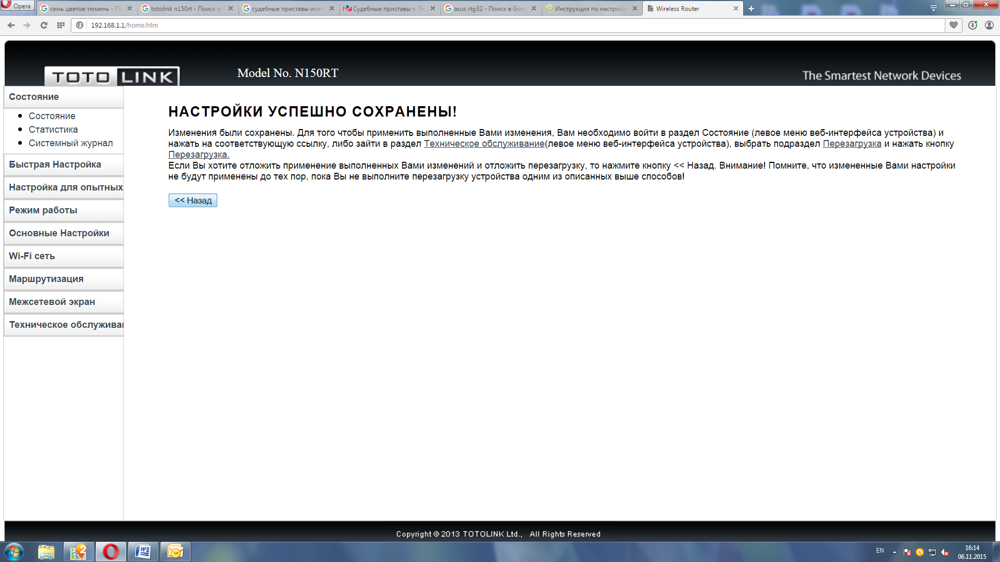 Opera
семь цветов тюмень - По
totolink n150rt - Поиск в
судебные приставы исет
Судебные приставы г. Тю
asus rtg32 - Поиск в Goog
Инструкция по настройк
Wireless Router
192.168.1.1/home.htm
TOTO LINK
Model No. N150RT
The Smartest Network Devices
Состояние
Состояние
Статистика
Системный журнал
Быстрая Настройка
Настройка для опытных
Режим работы
Основные Настройки
Wi-Fi сеть
Маршрутизация
Межсетевой экран
Техническое обслужива
НАСТРОЙКИ УСПЕШНО СОХРАНЕНЫ!
Изменения были сохранены. Для того чтобы применить выполненные Вами изменения, Вам необходимо войти в раздел Состояние (левое меню веб-интерфейса устройства) и
нажать на соответствующую ссылку, либо зайти в раздел Техническое обслуживание(левое меню веб-интерфейса устройства), выбрать подраздел Перезагрузка и нажать кнопку
Перезагрузка.
Если Вы хотите отложить применение выполненных Вами изменений и отложить перезагрузку, то нажмите кнопку << Назад. Внимание! Помните, что измененные Вами настройки
не будут применены до тех пор, пока Вы не выполните перезагрузку устройства одним из описанных выше способов!
<< Назад
Copyright © 2013 TOTOLINK Ltd., All Rights Reserved
EN
16:14
06.11.2015